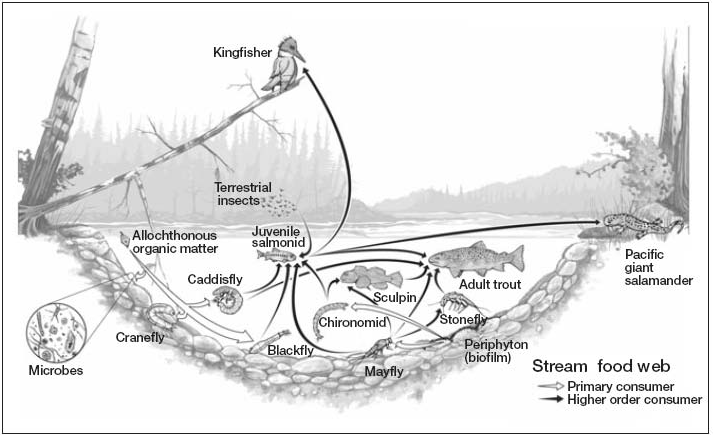 Kingfisher
Terrestrial
insects
Allochthonous
organic matter
Juvenile
salmonid
Pacific
giant
salamander
Caddisfly
Sculpin
Adult trout
Chironomid
Stonefly
Cranefly
Blackfly
Periphyton
(biofilm)
Microbes
Mayfly
Stream food web
Primary consumer
Higher order consumer